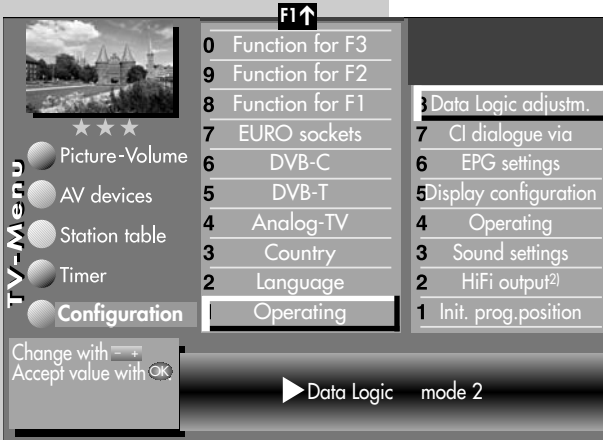 F1↑
0 Function for F3
9 Function for F2
8 Function for F1
7 EURO sockets
6 DVB-C
5 DVB-T
4 Analog-TV
3 Country
2 Language
Operating
8 Data Logic adjustm.
7 CI dialogue via
6 EPG settings
5 Display configuration
4 Operating
3 Sound settings
2 HiFi output2)
1 Init. prog.position
TV-Menu
Picture-Volume
AV devices
Station table
Timer
Configuration
Change with - +
Accept value with OK.
Data Logic mode 2